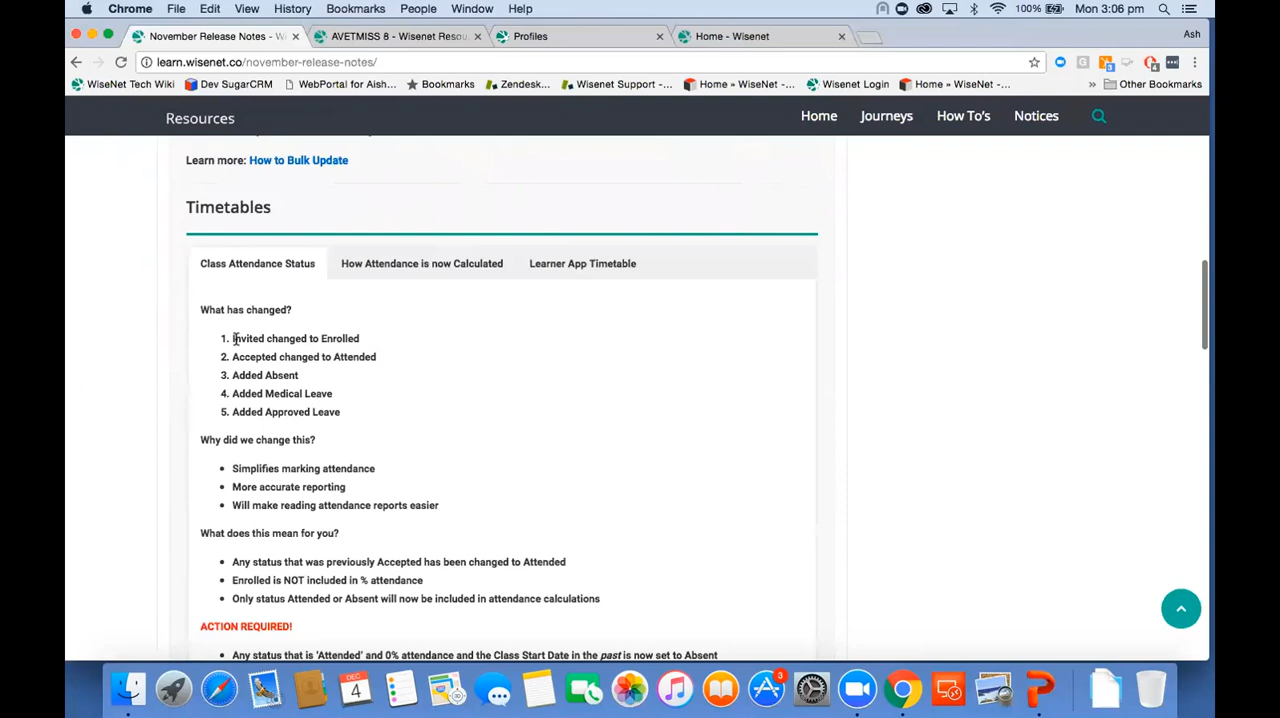 Chrome File Edit View History Bookmarks People Window Help 100% Mon 3:06 pm
November Release Notes - W AVETMISS 8 - Wisenet Resou Profiles Home - Wisenet Ash
learn.wisenet.co/november-release-notes/
WiseNet Tech Wiki Dev SugarCRM WebPortal for Aish... Bookmarks Zendesk... Wisenet Support -... Home » WiseNet -... Wisenet Login Home » WiseNet -... » Other Bookmarks
Resources Home Journeys How To's Notices
Learn more: How to Bulk Update
Timetables
Class Attendance Status How Attendance is now Calculated Learner App Timetable
What has changed?
1. Invited changed to Enrolled
2. Accepted changed to Attended
3. Added Absent
4. Added Medical Leave
5. Added Approved Leave
Why did we change this?
• Simplifies marking attendance
• More accurate reporting
• Will make reading attendance reports easier
What does this mean for you?
• Any status that was previously Accepted has been changed to Attended
• Enrolled is NOT included in % attendance
• Only status Attended or Absent will now be included in attendance calculations
ACTION REQUIRED!
• Any status that is 'Attended' and 0% attendance and the Class Start Date in the past is now set to Absent
DEC
4
3